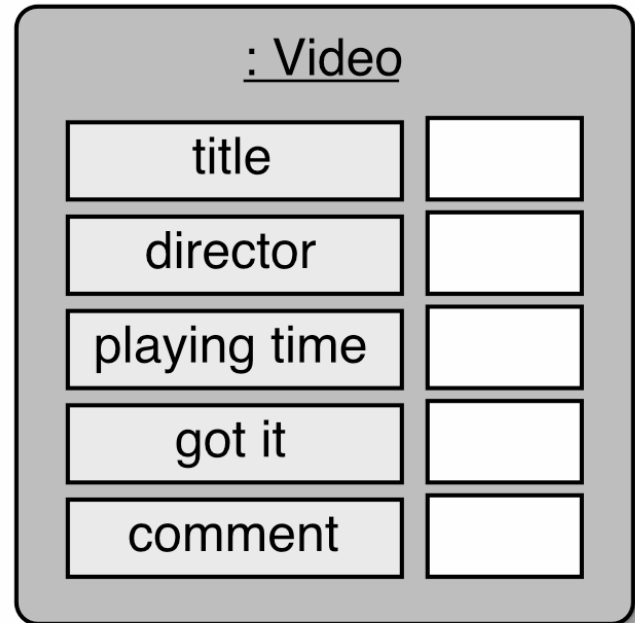 : Video
title
director
playing time
got it
comment